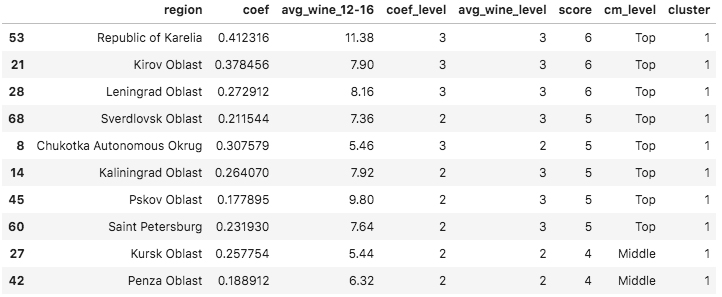 region coef avg_wine_12-16 coef_level avg_wine_level score cm_level cluster
53 Republic of Karelia 0.412316 11.38 3 3 6 Top 1
21 Kirov Oblast 0.378456 7.90 3 3 6 Top 1
28 Leningrad Oblast 0.272912 8.16 3 3 6 Top 1
68 Sverdlovsk Oblast 0.211544 7.36 2 3 5 Top 1
8 Chukotka Autonomous Okrug 0.307579 5.46 3 2 5 Top 1
14 Kaliningrad Oblast 0.264070 7.92 2 3 5 Top 1
45 Pskov Oblast 0.177895 9.80 2 3 5 Top 1
60 Saint Petersburg 0.231930 7.64 2 3 5 Top 1
27 Kursk Oblast 0.257754 5.44 2 2 4 Middle 1
42 Penza Oblast 0.188912 6.32 2 2 4 Middle 1